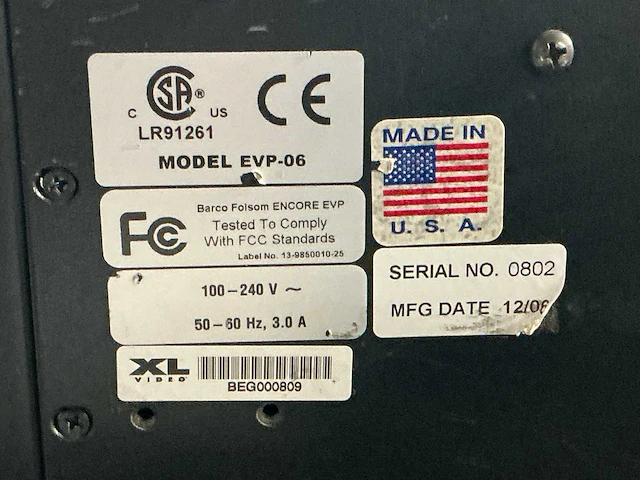 C SA® US
CE
LR91261
MODEL EVP-06
FC
Barco Folsom ENCORE EVP
Tested To Comply
With FCC Standards
Label No. 13-9850010-25
100–240 V ~
50–60 Hz, 3.0 A
XL
VIDEO
BEG000809
MADE IN
U. S. A.
SERIAL NO. 0802
MFG DATE 12/06